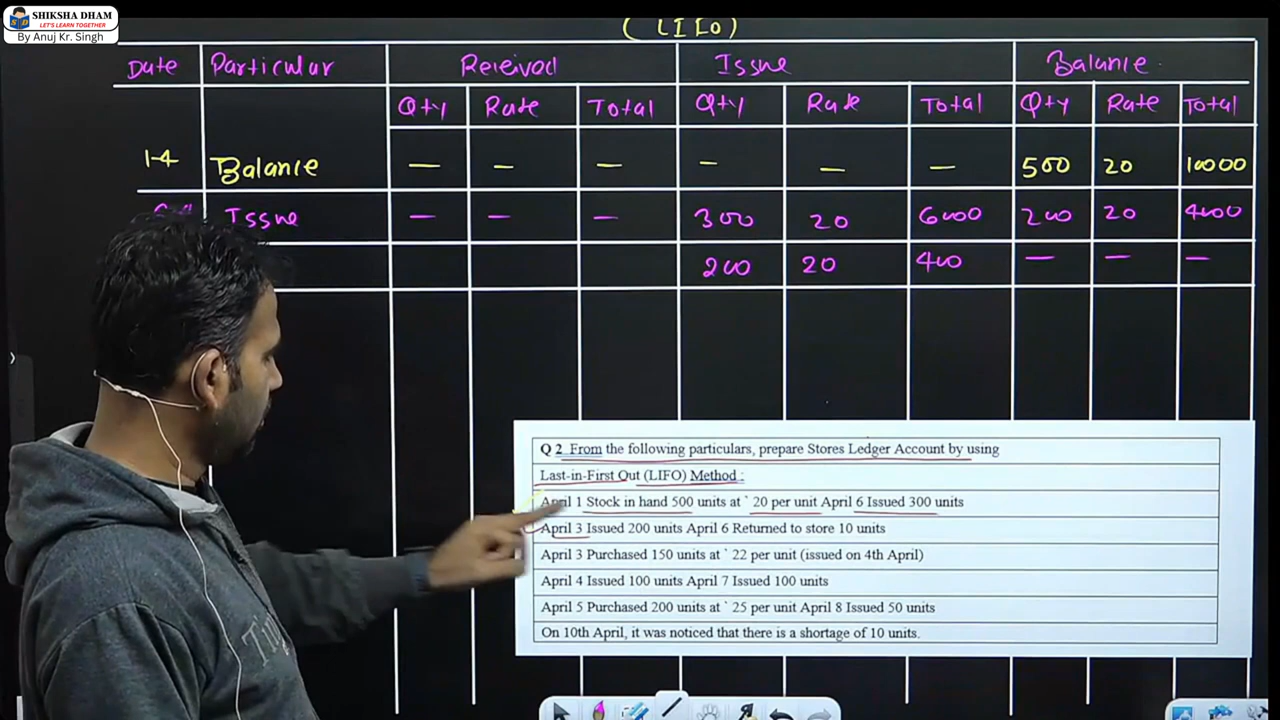 SHIKSHA DHAM
LET'S LEARN TOGETHER
By Anuj Kr. Singh
(LIFO)
Date Particular Received Issue Balance
Qty Rate Total Qty Rate Total Qty Rate Total
1-4 Balance — — — — — — 500 20 10000
Issue — — — 300 20 6000 200 20 4000
200 20 400 — — —
Q 2 From the following particulars, prepare Stores Ledger Account by using
Last-in-First Out (LIFO) Method :
April 1 Stock in hand 500 units at ` 20 per unit April 6 Issued 300 units
April 3 Issued 200 units April 6 Returned to store 10 units
April 3 Purchased 150 units at ` 22 per unit (issued on 4th April)
April 4 Issued 100 units April 7 Issued 100 units
April 5 Purchased 200 units at ` 25 per unit April 8 Issued 50 units
On 10th April, it was noticed that there is a shortage of 10 units.